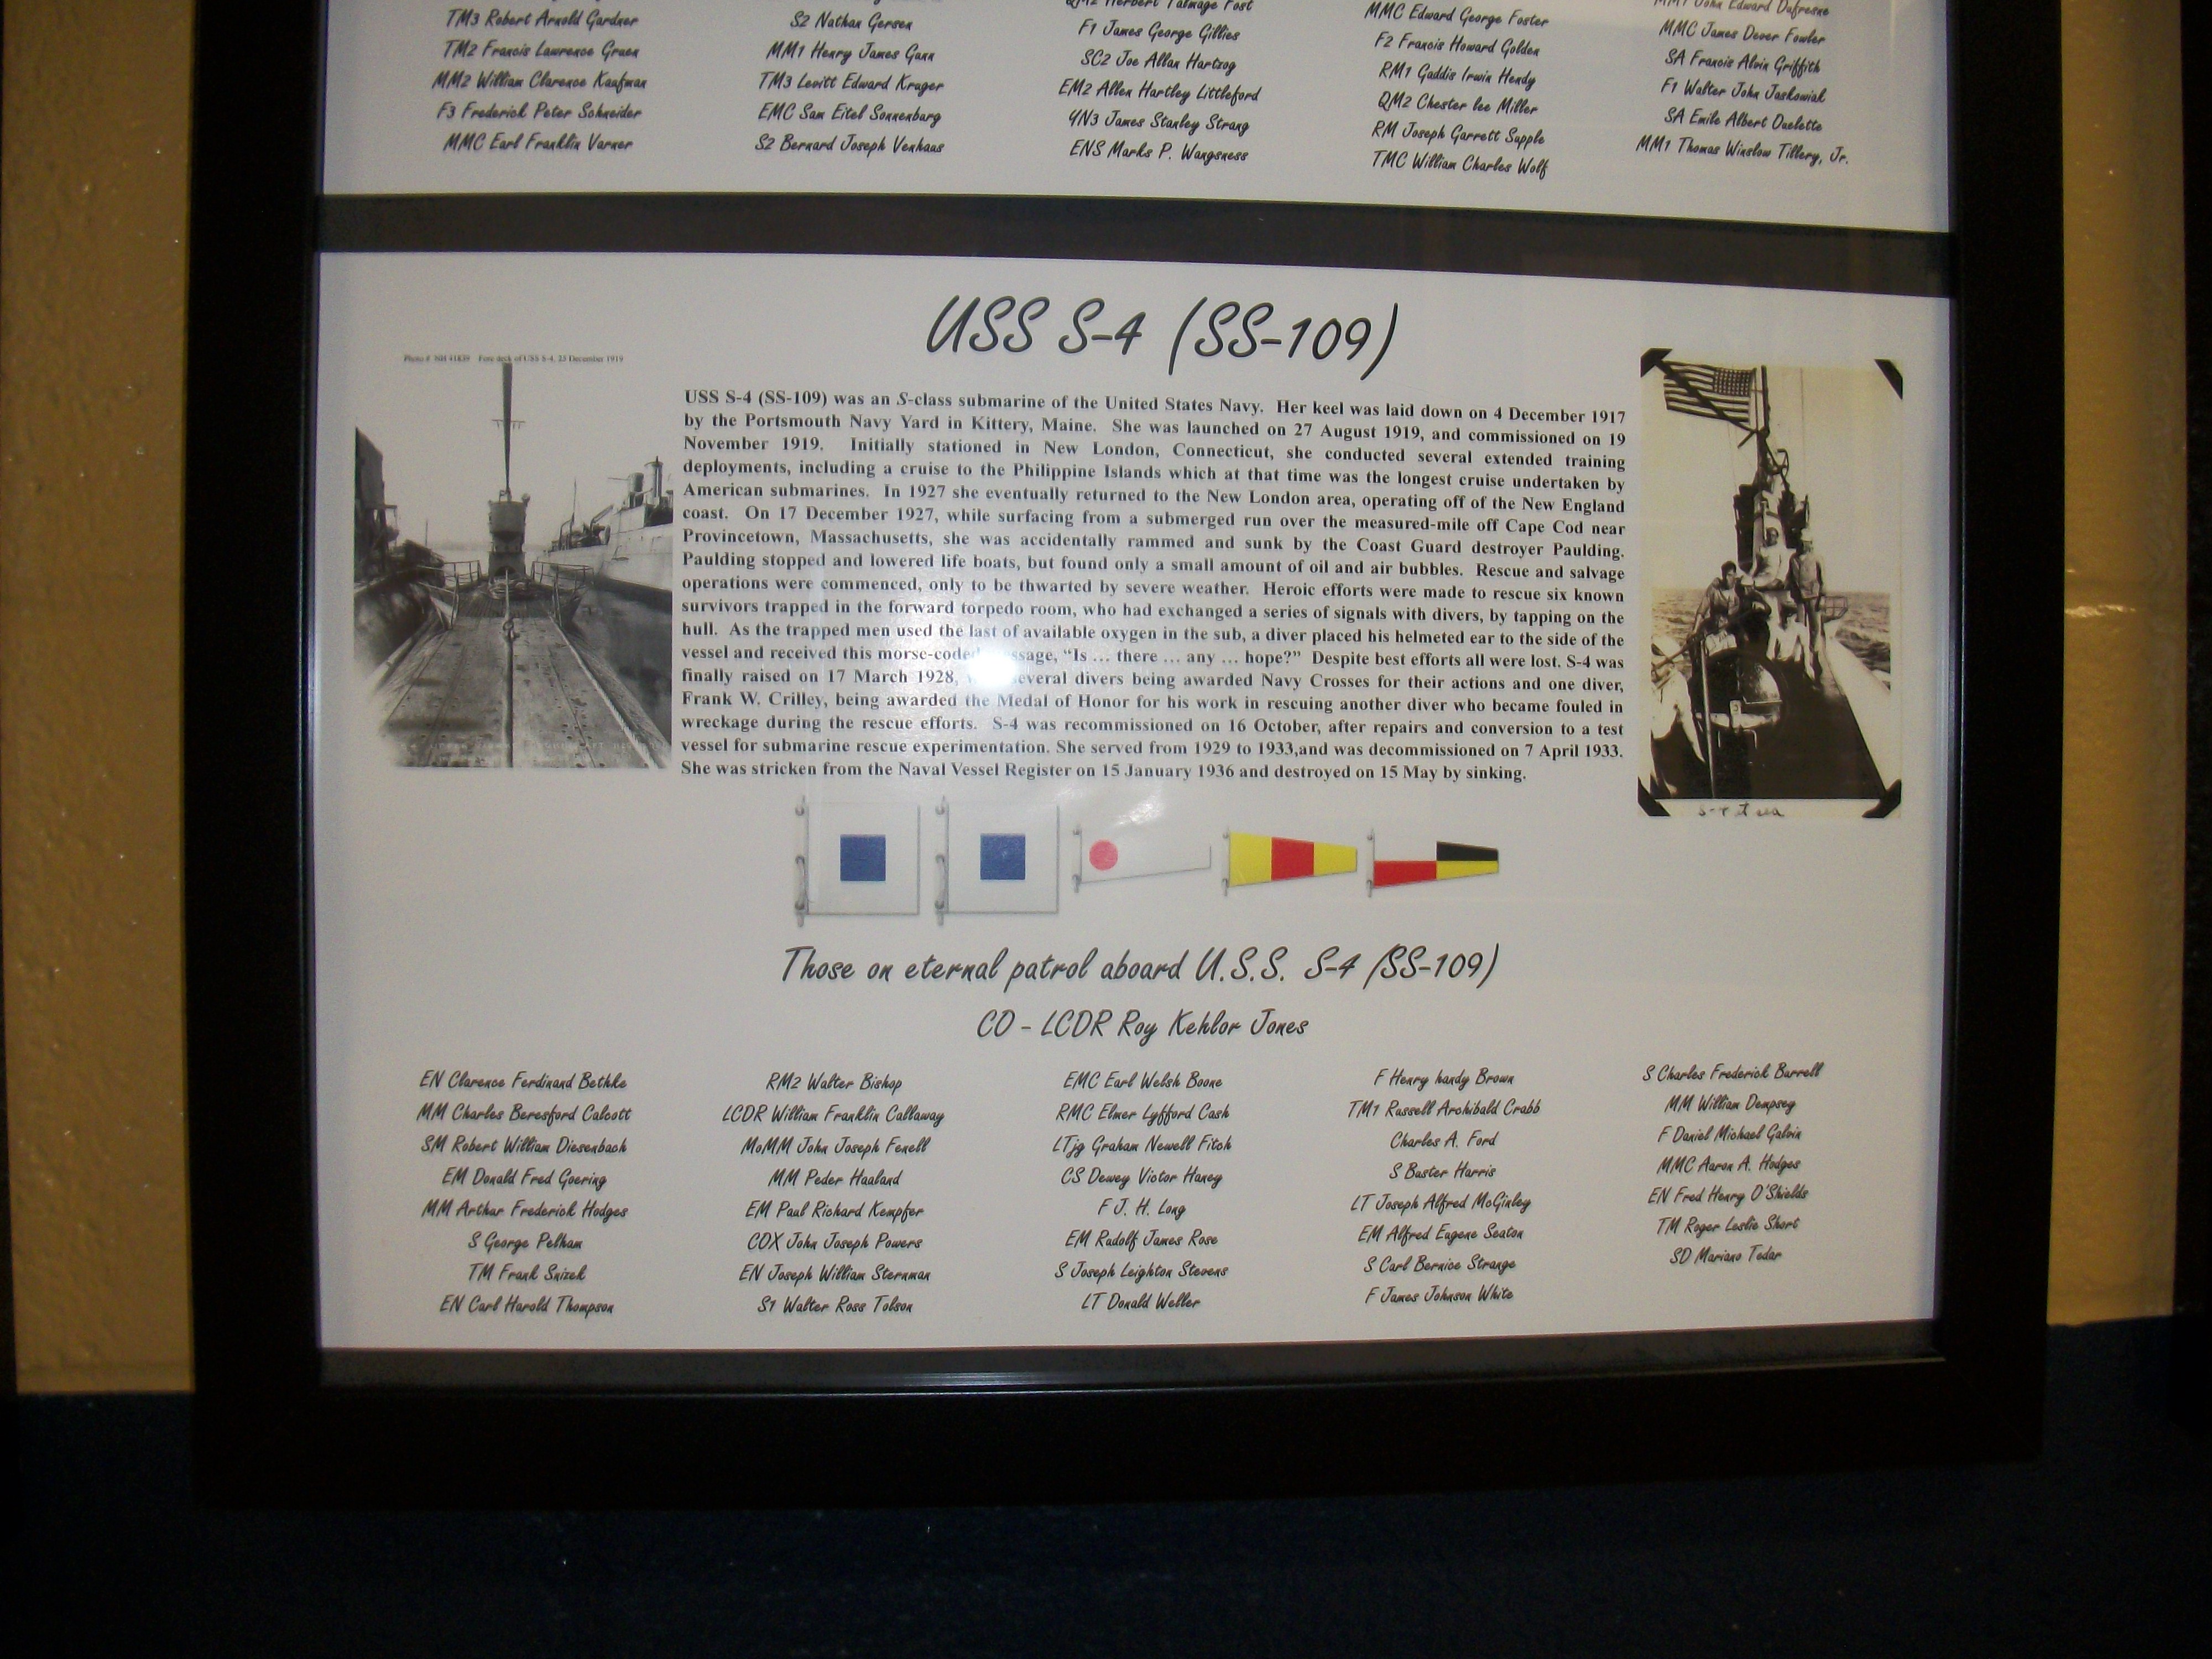 TM3 Robert Arnold Gardner
S2 Nathan Gersen
QM2 Herbert Talmage Fost
MMC Edward George Foster
MM1 John Edward Dufresne
TM2 Francis Lawrence Gruen
MM1 Henry James Gunn
F1 James George Gillies
F2 Francis Howard Golden
MMC James Dever Fowler
MM2 William Clarence Kaufman
TM3 Levitt Edward Kruger
SC2 Joe Allan Hartzog
RM1 Gaddis Irwin Hendy
SA Francis Alvin Griffith
F3 Frederick Peter Schneider
EMC Sam Eitel Sonnenburg
EM2 Allen Hartley Littleford
QM2 Chester lee Miller
F1 Walter John Jaskowiak
MMC Earl Franklin Varner
S2 Bernard Joseph Venhaus
YN3 James Stanley Strang
RM Joseph Garrett Supple
SA Emile Albert Ouelette
ENS Marks P. Wangsness
TMC William Charles Wolf
MM1 Thomas Winslow Tillery, Jr.
USS S-4 (SS-109)
Photo # NH 41839 Fore deck of USS S-4, 23 December 1919
USS S-4 (SS-109) was an S-class submarine of the United States Navy. Her keel was laid down on 4 December 1917
by the Portsmouth Navy Yard in Kittery, Maine. She was launched on 27 August 1919, and commissioned on 19
November 1919. Initially stationed in New London, Connecticut, she conducted several extended training
deployments, including a cruise to the Philippine Islands which at that time was the longest cruise undertaken by
American submarines. In 1927 she eventually returned to the New London area, operating off of the New England
coast. On 17 December 1927, while surfacing from a submerged run over the measured-mile off Cape Cod near
Provincetown, Massachusetts, she was accidentally rammed and sunk by the Coast Guard destroyer Paulding.
Paulding stopped and lowered life boats, but found only a small amount of oil and air bubbles. Rescue and salvage
operations were commenced, only to be thwarted by severe weather. Heroic efforts were made to rescue six known
survivors trapped in the forward torpedo room, who had exchanged a series of signals with divers, by tapping on the
hull. As the trapped men used the last of available oxygen in the sub, a diver placed his helmeted ear to the side of the
vessel and received this morse-coded message, “Is ... there ... any ... hope?” Despite best efforts all were lost. S-4 was
finally raised on 17 March 1928, several divers being awarded Navy Crosses for their actions and one diver,
Frank W. Crilley, being awarded the Medal of Honor for his work in rescuing another diver who became fouled in
wreckage during the rescue efforts. S-4 was recommissioned on 16 October, after repairs and conversion to a test
vessel for submarine rescue experimentation. She served from 1929 to 1933,and was decommissioned on 7 April 1933.
She was stricken from the Naval Vessel Register on 15 January 1936 and destroyed on 15 May by sinking.
Those on eternal patrol aboard U.S.S. S-4 (SS-109)
CO - LCDR Roy Kehlor Jones
EN Clarence Ferdinand Bethke
RM2 Walter Bishop
EMC Earl Welsh Boone
F Henry handy Brown
S Charles Frederick Burrell
MM Charles Beresford Calcott
LCDR William Franklin Callaway
RMC Elmer Lyfford Cash
TM1 Russell Archibald Crabb
MM William Dempsey
SM Robert William Diesenbach
MoMM John Joseph Fenell
LTjg Graham Newell Fitch
Charles A. Ford
F Daniel Michael Galvin
EM Donald Fred Goering
MM Peder Haaland
CS Dewey Victor Haney
S Buster Harris
MMC Aaron A. Hodges
MM Arthur Frederick Hodges
EM Paul Richard Kempfer
F J. H. Long
LT Joseph Alfred McGinley
EN Fred Henry O'Shields
S George Pelham
COX John Joseph Powers
EM Rudolf James Rose
EM Alfred Eugene Seaton
TM Roger Leslie Short
TM Frank Snizek
EN Joseph William Sternman
S Joseph Leighton Stevens
S Carl Bernice Strange
SD Mariano Tedar
EN Carl Harold Thompson
S1 Walter Ross Tolson
LT Donald Weller
F James Johnson White